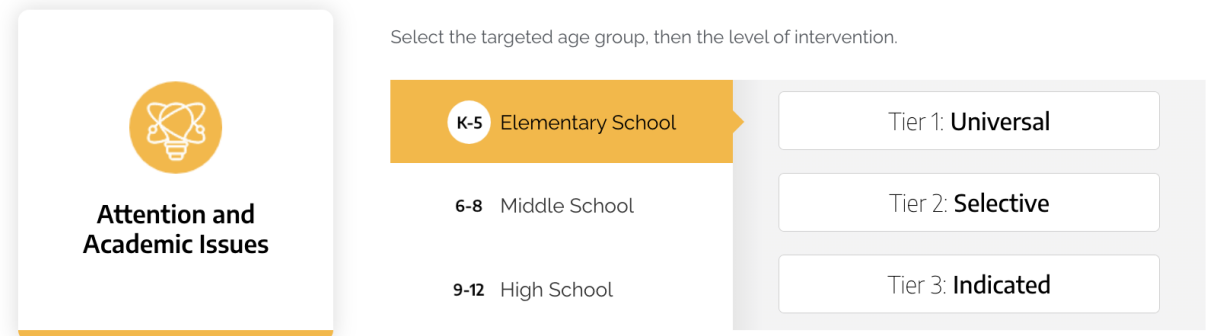 Select the targeted age group, then the level of intervention.
Attention and
Academic Issues
K-5 Elementary School
6-8 Middle School
9-12 High School
Tier 1: Universal
Tier 2: Selective
Tier 3: Indicated